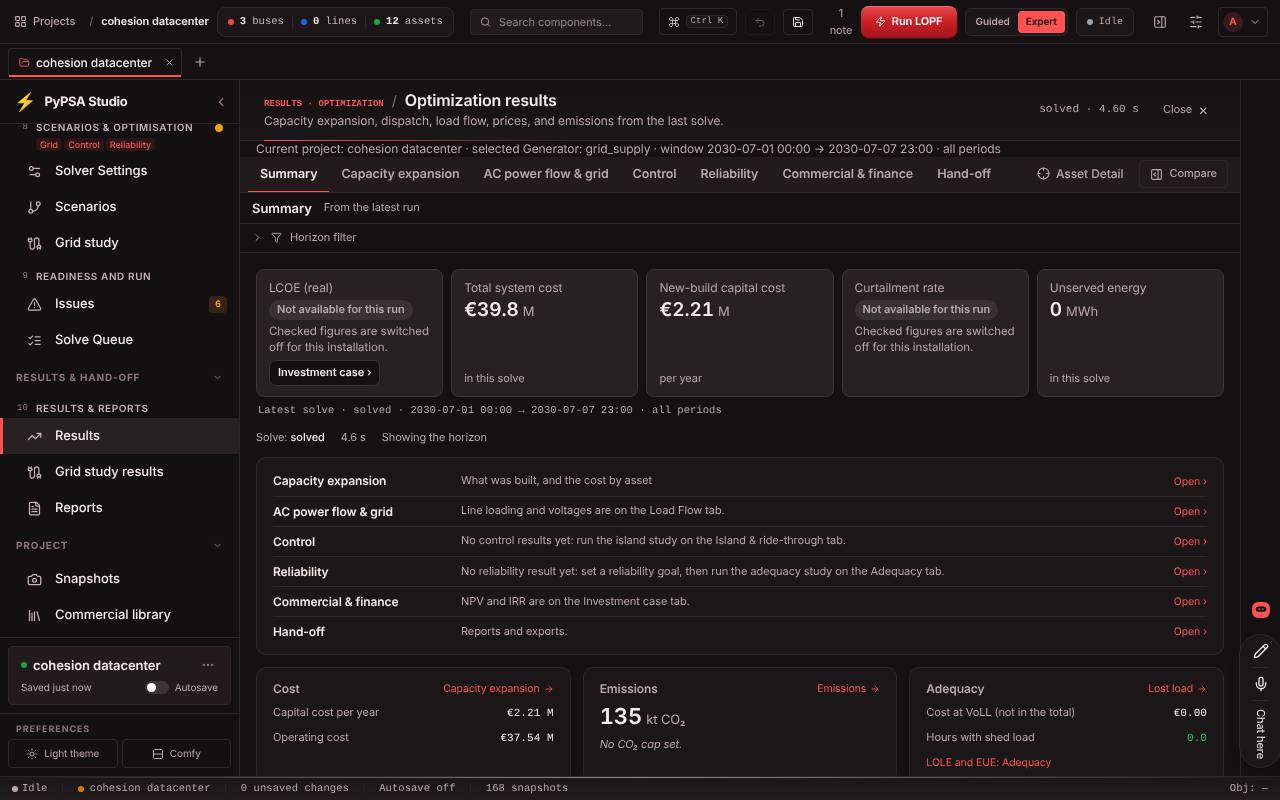 Projects / cohesion datacenter
3 buses
0 lines
12 assets
Search components...
⌘ Ctrl K
1 note
Run LOPF
Guided
Expert
Idle
A
cohesion datacenter
PyPSA Studio
8 SCENARIOS & OPTIMISATION
Grid Control Reliability
Solver Settings
Scenarios
Grid study
9 READINESS AND RUN
Issues 6
Solve Queue
RESULTS & HAND-OFF
10 RESULTS & REPORTS
Results
Grid study results
Reports
PROJECT
Snapshots
Commercial library
cohesion datacenter
Saved just now
Autosave
PREFERENCES
Light theme
Comfy
RESULTS · OPTIMIZATION / Optimization results
Capacity expansion, dispatch, load flow, prices, and emissions from the last solve.
solved · 4.60 s
Close ×
Current project: cohesion datacenter · selected Generator: grid_supply · window 2030-07-01 00:00 → 2030-07-07 23:00 · all periods
Summary
Capacity expansion
AC power flow & grid
Control
Reliability
Commercial & finance
Hand-off
Asset Detail
Compare
Summary From the latest run
Horizon filter
LCOE (real)
Not available for this run
Checked figures are switched
off for this installation.
Investment case ›
Total system cost
€39.8 M
in this solve
New-build capital cost
€2.21 M
per year
Curtailment rate
Not available for this run
Checked figures are switched
off for this installation.
Unserved energy
0 MWh
in this solve
Latest solve · solved · 2030-07-01 00:00 → 2030-07-07 23:00 · all periods
Solve: solved 4.6 s Showing the horizon
Capacity expansion What was built, and the cost by asset Open ›
AC power flow & grid Line loading and voltages are on the Load Flow tab. Open ›
Control No control results yet: run the island study on the Island & ride-through tab. Open ›
Reliability No reliability result yet: set a reliability goal, then run the adequacy study on the Adequacy tab. Open ›
Commercial & finance NPV and IRR are on the Investment case tab. Open ›
Hand-off Reports and exports. Open ›
Cost Capacity expansion →
Capital cost per year €2.21 M
Operating cost €37.54 M
Emissions Emissions →
135 kt CO₂
No CO₂ cap set.
Adequacy Lost load →
Cost at VoLL (not in the total) €0.00
Hours with shed load 0.0
LOLE and EUE: Adequacy
Chat here
Idle
cohesion datacenter
0 unsaved changes
Autosave off
168 snapshots
Obj: —